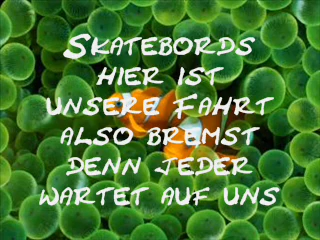 Skatebords
hier ist
unsere Fahrt
also bremst
denn jeder
wartet auf uns